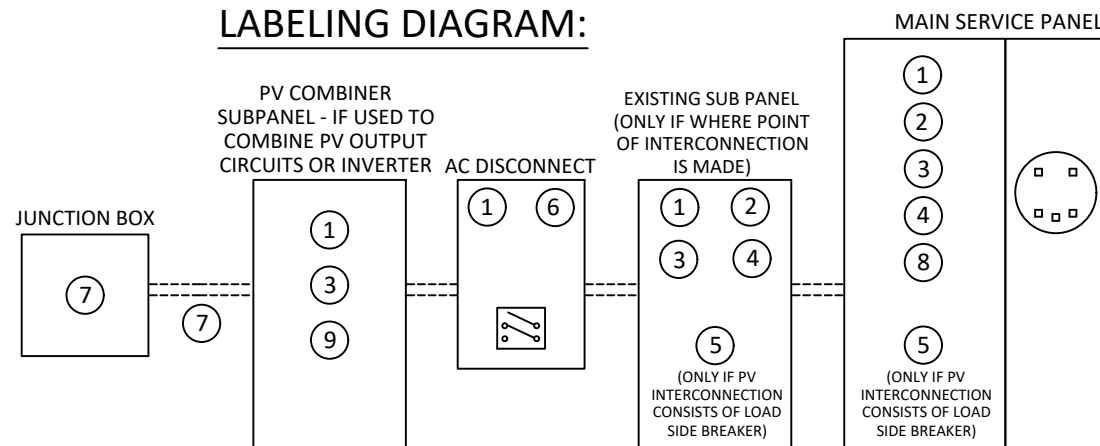 LABELING DIAGRAM:
MAIN SERVICE PANEL
PV COMBINER
SUBPANEL - IF USED TO
COMBINE PV OUTPUT
CIRCUITS OR INVERTER
AC DISCONNECT
EXISTING SUB PANEL
(ONLY IF WHERE POINT
OF INTERCONNECTION
IS MADE)
JUNCTION BOX
7
7
1
3
9
1 6
1 2
3 4
5
(ONLY IF PV
INTERCONNECTION
CONSISTS OF LOAD
SIDE BREAKER)
1
2
3
4
8
5
(ONLY IF PV
INTERCONNECTION
CONSISTS OF LOAD
SIDE BREAKER)